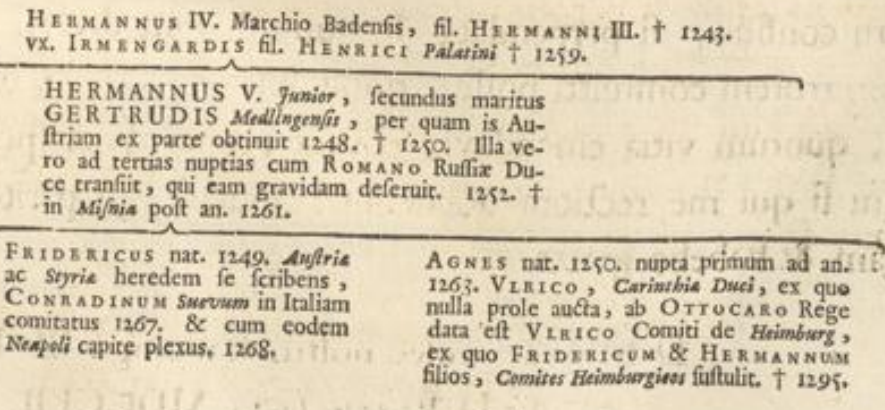 HERMANNUS IV. Marchio Badenſis, fil. HERMANNI III. † 1243.
vx. IRMENGARDIS fil. HENRICI Palatini † 1259.
HERMANNUS V. Junior, ſecundus maritus
GERTRUDIS Medlingenſis, per quam is Au-
ſtriam ex parte obtinuit 1248. † 1250. Illa ve-
ro ad tertias nuptias cum ROMANO Ruſſiæ Du-
ce tranſiit, qui eam gravidam deſeruit. 1252. †
in Miſnia poſt an. 1261.
FRIDERICUS nat. 1249. Auſtriæ
ac Styriæ heredem ſe ſcribens,
CONRADINUM Suevum in Italiam
comitatus 1267. & cum eodem
Neapoli capite plexus. 1268.
AGNES nat. 1250. nupta primum ad an.
1263. VLRICO, Carinthiæ Duci, ex quo
nulla prole aucta, ab OTTOCARO Rege
data eſt VLRICO Comiti de Heimburg,
ex quo FRIDERICUM & HERMANNUM
filios, Comites Heimburgicos ſuſtulit. † 1295.